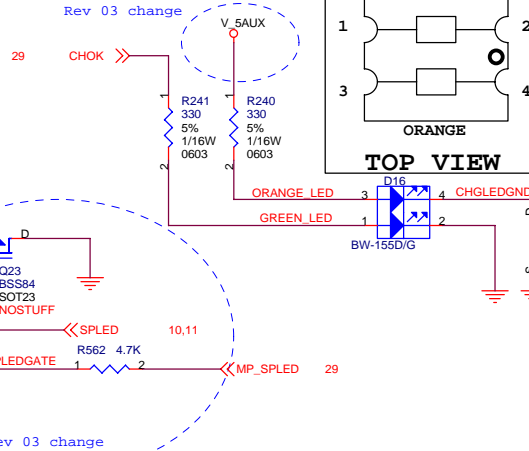 Rev 03 change
V_5AUX
29 CHOK
1
2
1
R241
330
5%
1/16W
0603
2
1
R240
330
5%
1/16W
0603
2
3
4
ORANGE
TOP VIEW
D16
ORANGE_LED 3
4 CHGLEDGND
GREEN_LED 1
2
BW-155D/G
D
Q23
BSS84
SOT23
NOSTUFF
SPLED 10,11
R562 4.7K
PLEDGATE 1
2
MP_SPLED 29
ev 03 change